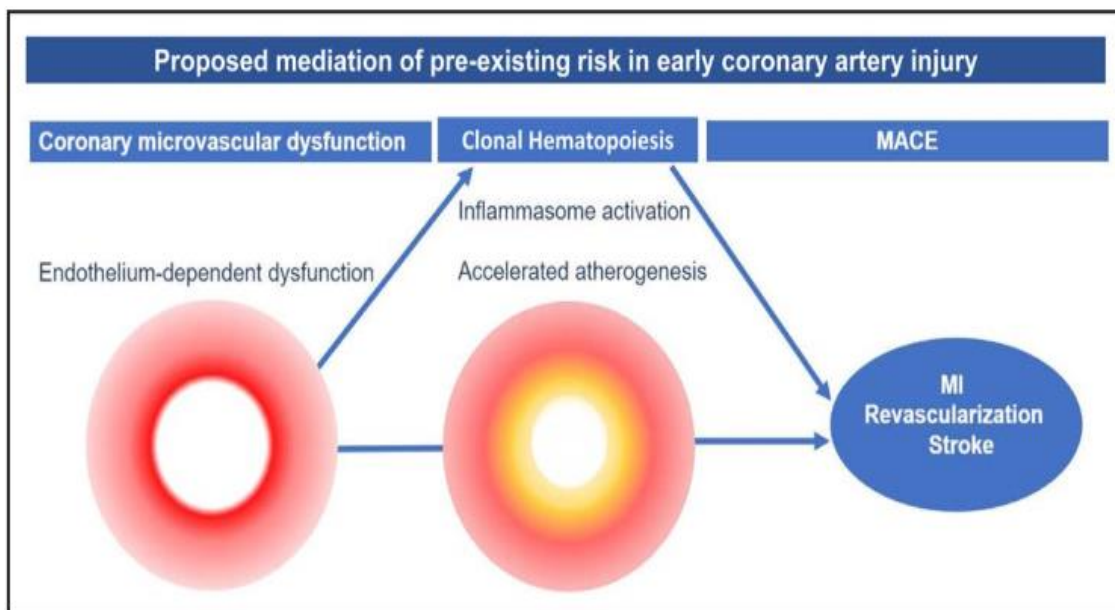 Proposed mediation of pre-existing risk in early coronary artery injury
Coronary microvascular dysfunction
Clonal Hematopoiesis
MACE
Inflammasome activation
Endothelium-dependent dysfunction
Accelerated atherogenesis
MI
Revascularization
Stroke